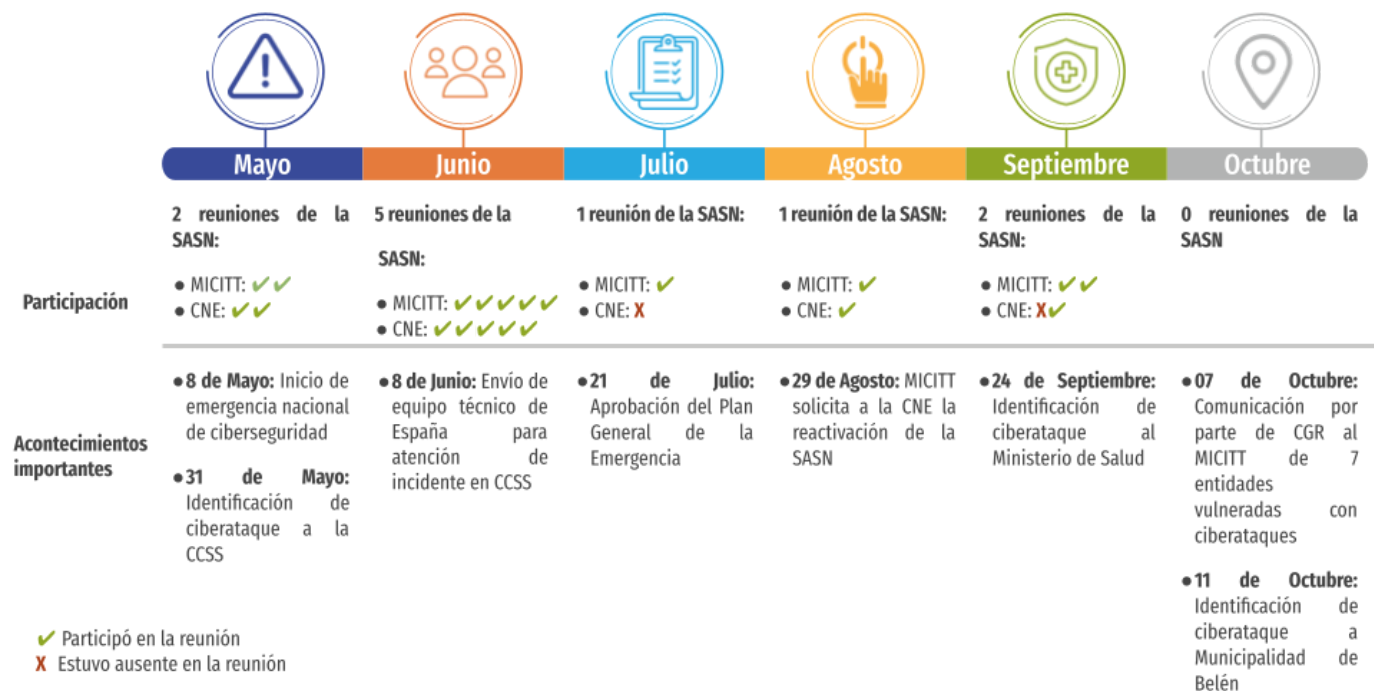 Mayo
Junio
Julio
Agosto
Septiembre
Octubre
Participación
2 reuniones de la
SASN:
● MICITT: ✔✔
● CNE: ✔✔
5 reuniones de la
SASN:
● MICITT: ✔✔✔✔✔
● CNE: ✔✔✔✔✔
1 reunión de la SASN:
● MICITT: ✔
● CNE: X
1 reunión de la SASN:
● MICITT: ✔
● CNE: ✔
2 reuniones de la
SASN:
● MICITT: ✔✔
● CNE: X✔
0 reuniones de la
SASN
Acontecimientos
importantes
● 8 de Mayo: Inicio de
emergencia nacional
de ciberseguridad
● 31 de Mayo:
Identificación de
ciberataque a la
CCSS
● 8 de Junio: Envío de
equipo técnico de
España para
atención de
incidente en CCSS
● 21 de Julio:
Aprobación del Plan
General de la
Emergencia
● 29 de Agosto: MICITT
solicita a la CNE la
reactivación de la
SASN
● 24 de Septiembre:
Identificación de
ciberataque al
Ministerio de Salud
● 07 de Octubre:
Comunicación por
parte de CGR al
MICITT de 7
entidades
vulneradas con
ciberataques
● 11 de Octubre:
Identificación de
ciberataque a
Municipalidad de
Belén
✔ Participó en la reunión
X Estuvo ausente en la reunión